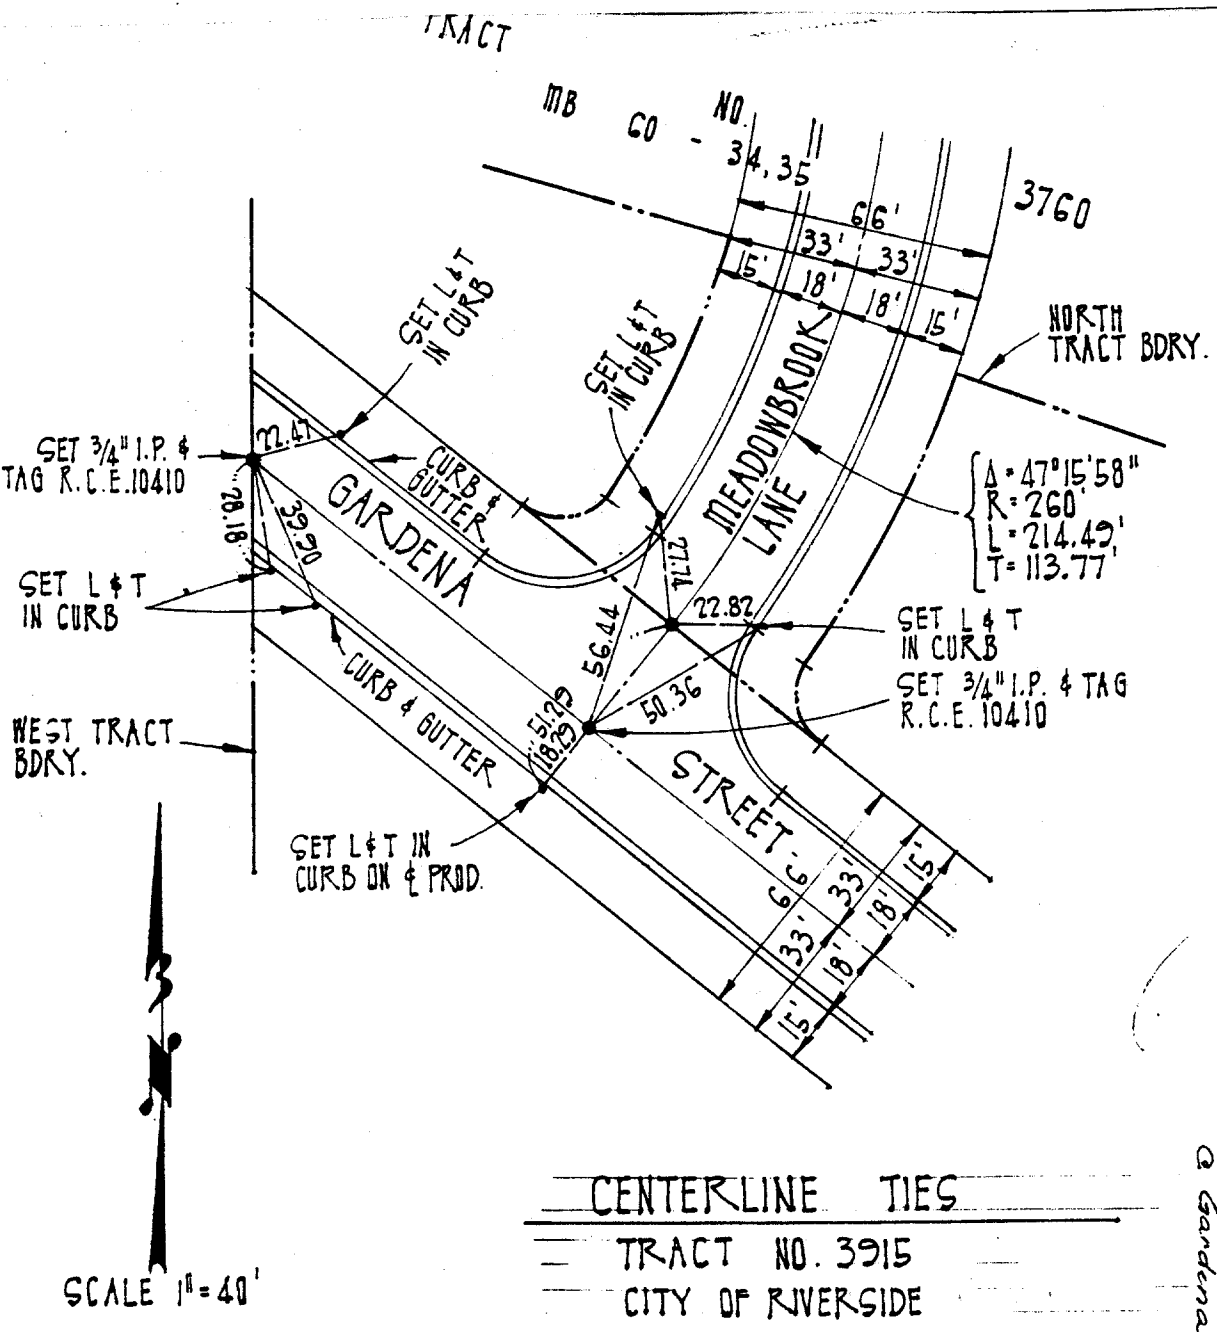 TRACT
MB 60 - 34,35
NO.
3760
66'
33' 33'
15' 18' 18' 15'
NORTH
TRACT BDRY.
SET L & T
IN CURB
SET L & T
IN CURB
MEADOWBROOK
LANE
SET 3/4" I.P. &
TAG R.C.E. 10410
22.47
CURB &
GUTTER
GARDENA
Δ = 47°15'58"
R = 260'
L = 214.49'
T = 113.77'
28.18
39.90
27.74
SET L & T
IN CURB
22.82
SET L & T
IN CURB
56.44
50.36
SET 3/4" I.P. & TAG
R.C.E. 10410
CURB & GUTTER
WEST TRACT
BDRY.
51.29
18.29
STREET
SET L & T IN
CURB ON ℄ PROD.
66'
33' 33'
15' 18' 18' 15'
CENTERLINE TIES
TRACT NO. 3915
CITY OF RIVERSIDE
SCALE 1" = 40'
@ Gardena